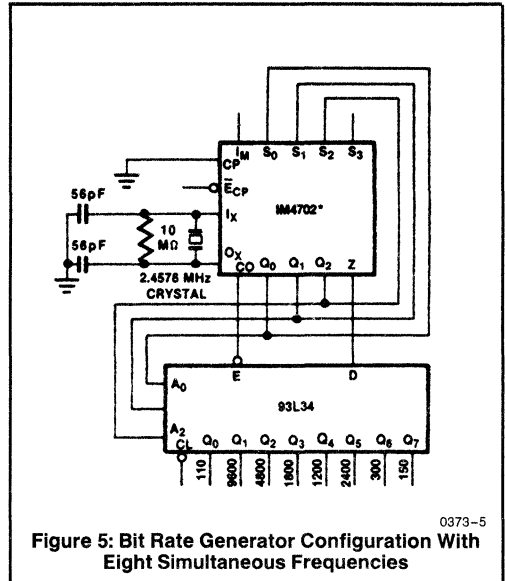 I_M S_0 S_1 S_2 S_3
CP
E̅_CP
IM4702*
56pF
I_X
10
MΩ
56pF
O_X
CO Q_0 Q_1 Q_2 Z
2.4576 MHz
CRYSTAL
E D
A_0
93L34
A_2
CL Q_0 Q_1 Q_2 Q_3 Q_4 Q_5 Q_6 Q_7
110 9600 4800 1800 1200 2400 300 150
0373–5
Figure 5: Bit Rate Generator Configuration With
Eight Simultaneous Frequencies